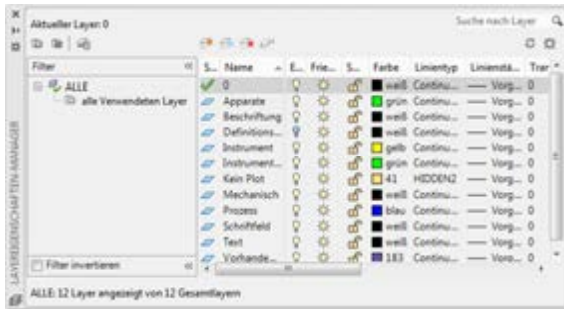 Aktueller Layer: 0
Suche nach Layer
Filter
ALLE
alle Verwendeten Layer
S... Name E... Frie... S... Farbe Linientyp Linienstä... Tran
0 weiß Continu... Vorg... 0
Apparate grün Continu... Vorg... 0
Beschriftung weiß Continu... Vorg... 0
Definitions... weiß Continu... Vorg... 0
Instrument gelb Continu... Vorg... 0
Instrument... grün Continu... Vorg... 0
Kein Plot 41 HIDDEN2 Vorg... 0
Mechanisch weiß Continu... Vorg... 0
Prozess blau Continu... Vorg... 0
Schriftfeld weiß Continu... Vorg... 0
Text weiß Continu... Vorg... 0
Vorhande... 183 Continu... Vorg... 0
Filter invertieren
ALLE: 12 Layer angezeigt von 12 Gesamtlayern
LAYEREIGENSCHAFTEN-MANAGER